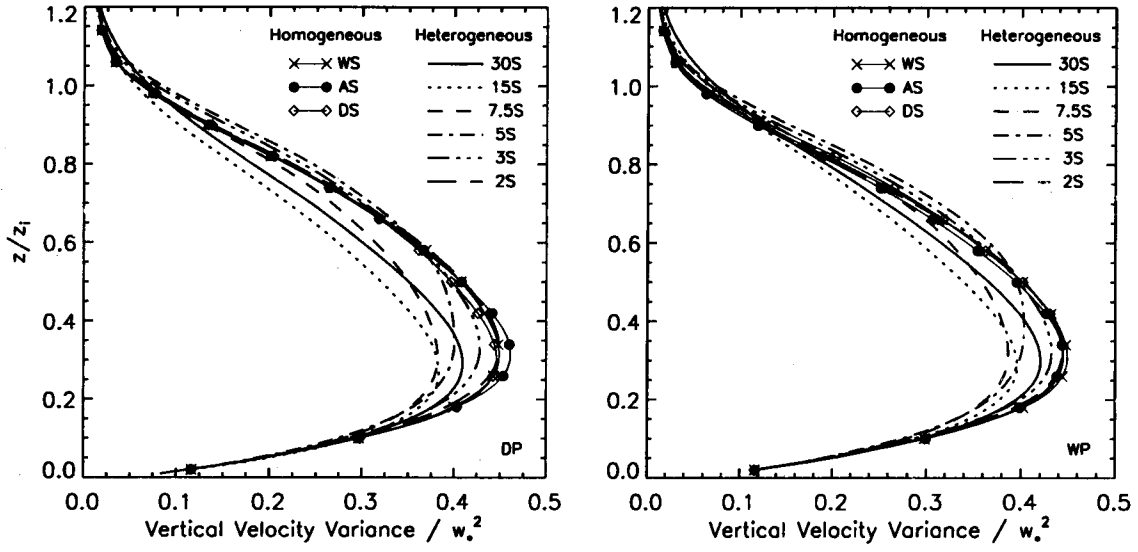 1.2
1.0
0.8
0.6
0.4
0.2
0.0
z/z_i
Homogeneous
WS
AS
DS
Heterogeneous
30S
15S
7.5S
5S
3S
2S
DP
0.0 0.1 0.2 0.3 0.4 0.5
Vertical Velocity Variance / w_*^2
1.2
1.0
0.8
0.6
0.4
0.2
0.0
Homogeneous
WS
AS
DS
Heterogeneous
30S
15S
7.5S
5S
3S
2S
WP
0.0 0.1 0.2 0.3 0.4 0.5
Vertical Velocity Variance / w_*^2